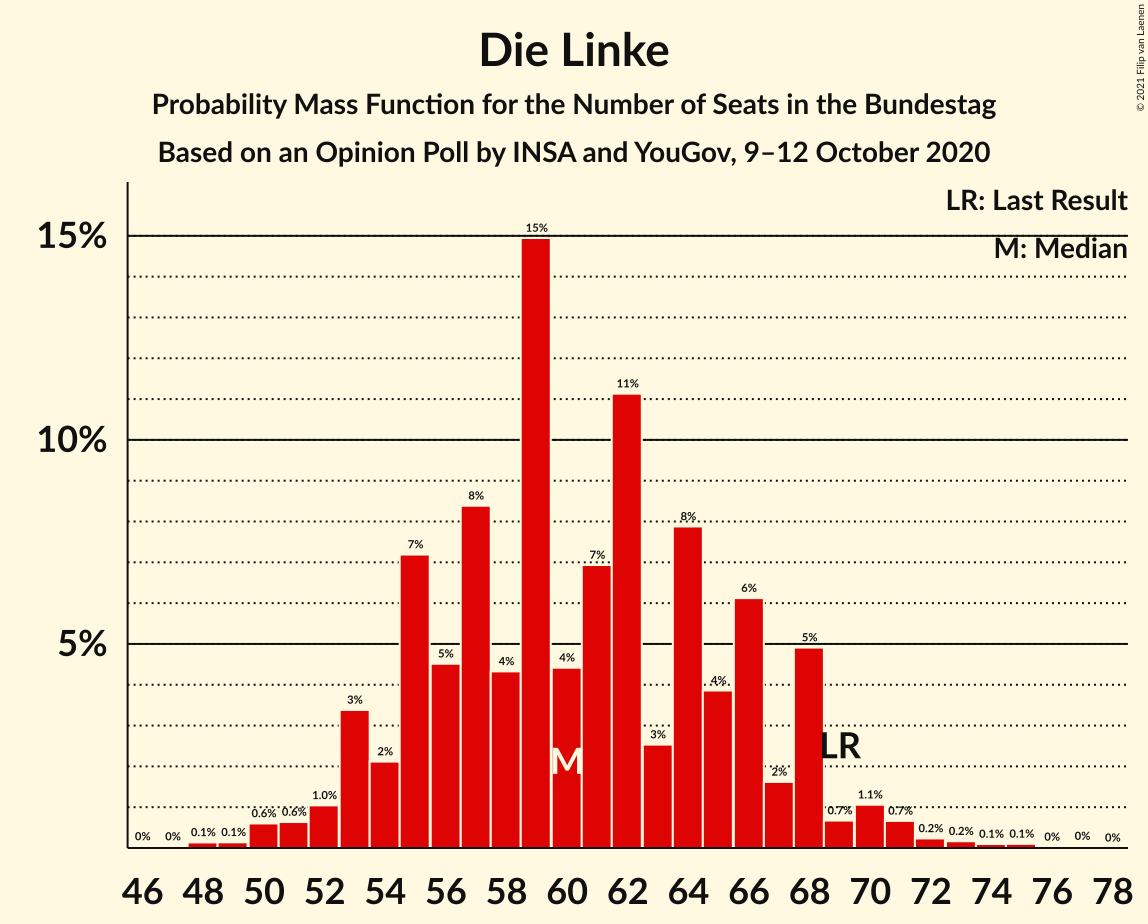 © 2021 Filip van Laenen
Die Linke
Probability Mass Function for the Number of Seats in the Bundestag
Based on an Opinion Poll by INSA and YouGov, 9–12 October 2020
LR: Last Result
M: Median
15%
10%
5%
0% 0% 0.1% 0.1% 0.6% 0.6% 1.0% 3% 2% 7% 5% 8% 4% 15% 4% 7% 11% 3% 8% 4% 6% 2% 5% 0.7% 1.1% 0.7% 0.2% 0.2% 0.1% 0.1% 0% 0% 0%
M
LR
46 48 50 52 54 56 58 60 62 64 66 68 70 72 74 76 78